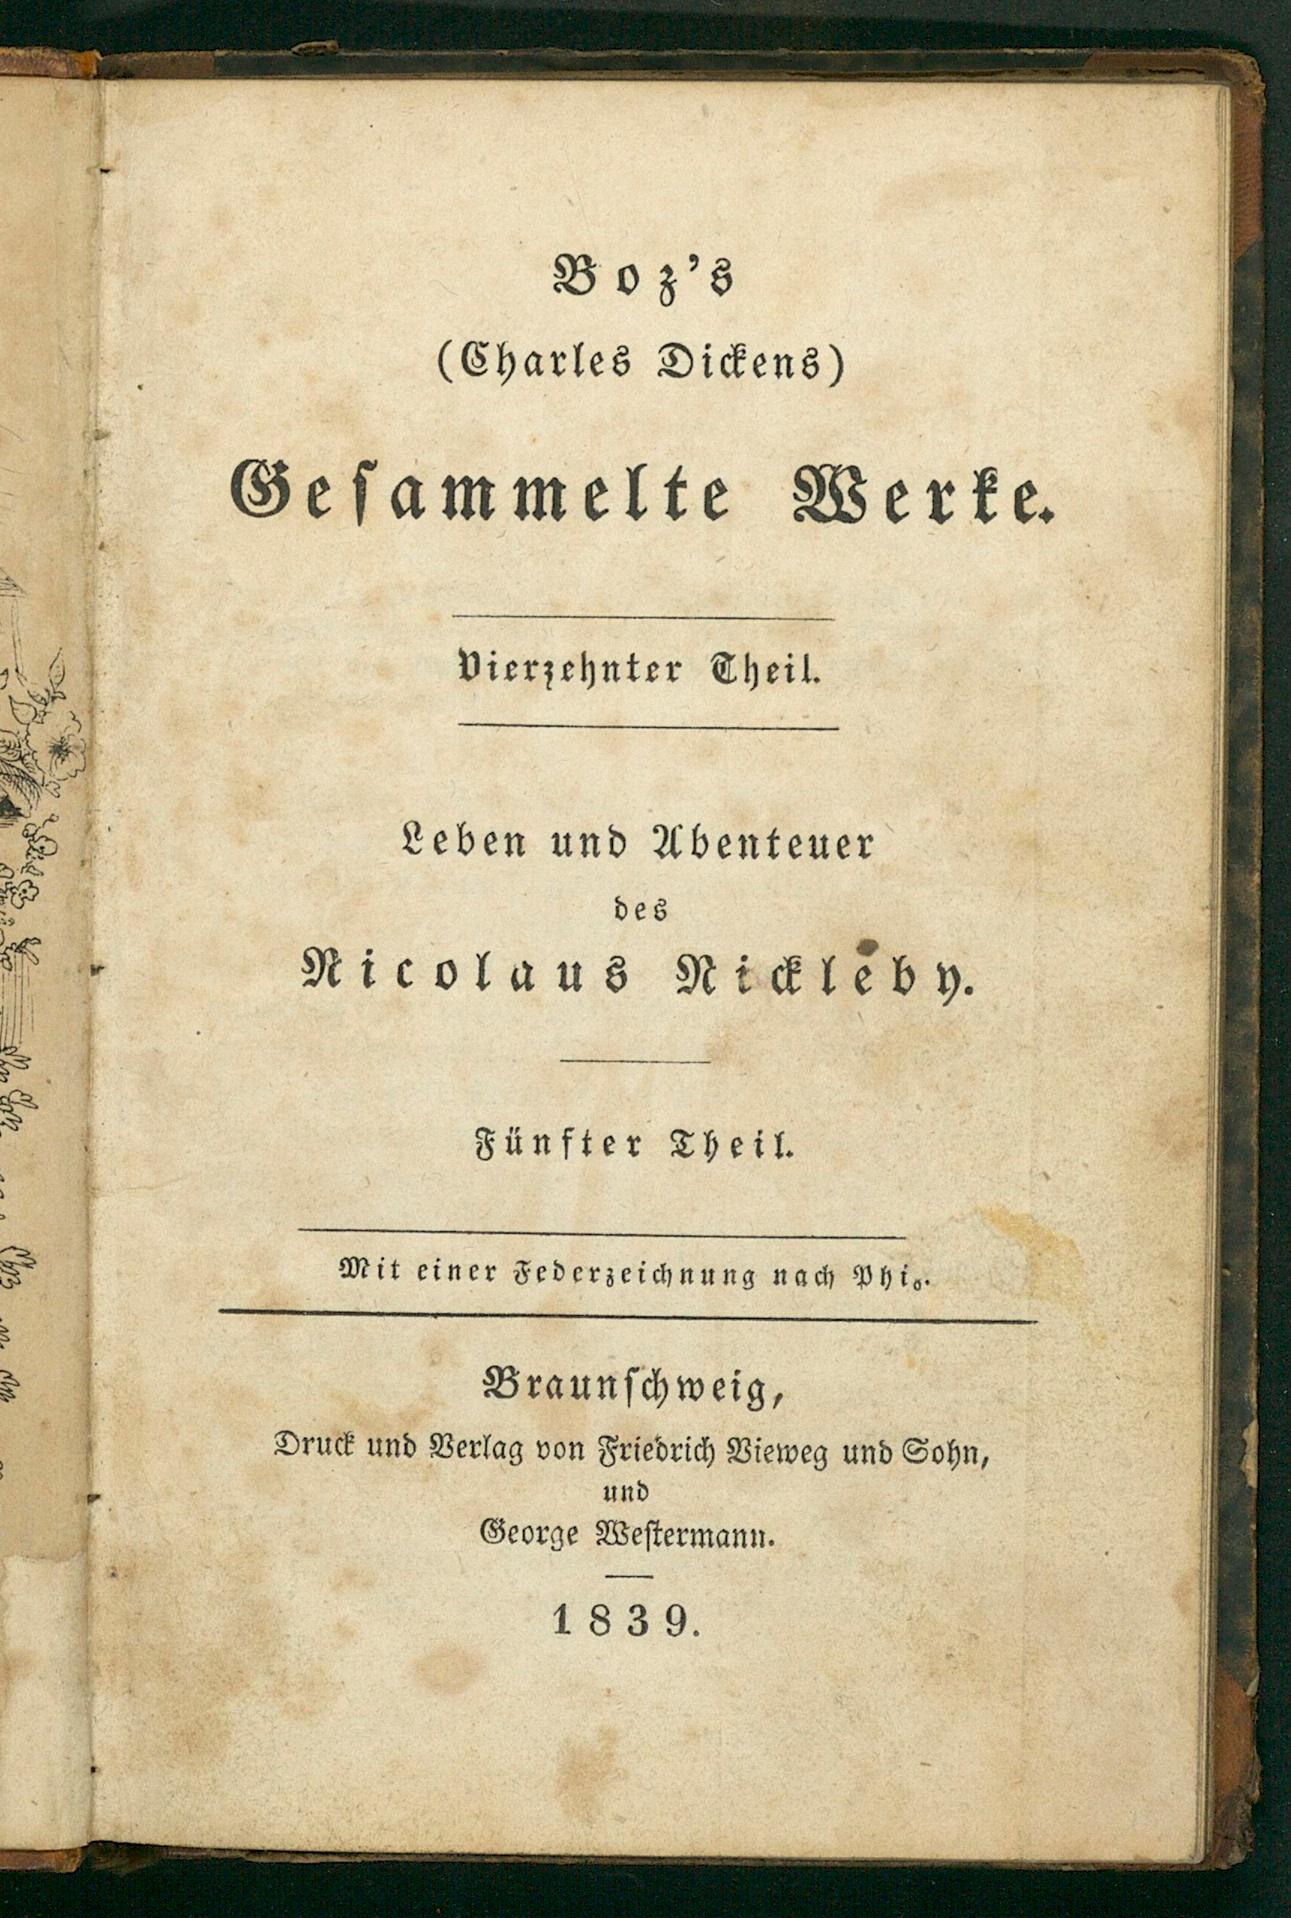 Boz's
(Charles Dickens)
Gesammelte Werke.
Vierzehnter Theil.
Leben und Abenteuer
des
Nicolaus Nickleby.
Fünfter Theil.
Mit einer Federzeichnung nach Phiz.
Braunschweig,
Druck und Verlag von Friedrich Vieweg und Sohn,
und
George Westermann.
1839.